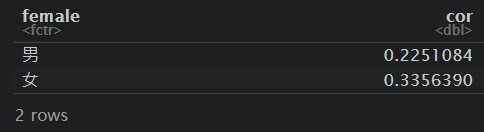 female cor
<fctr> <dbl>
男 0.2251084
女 0.3356390
2 rows